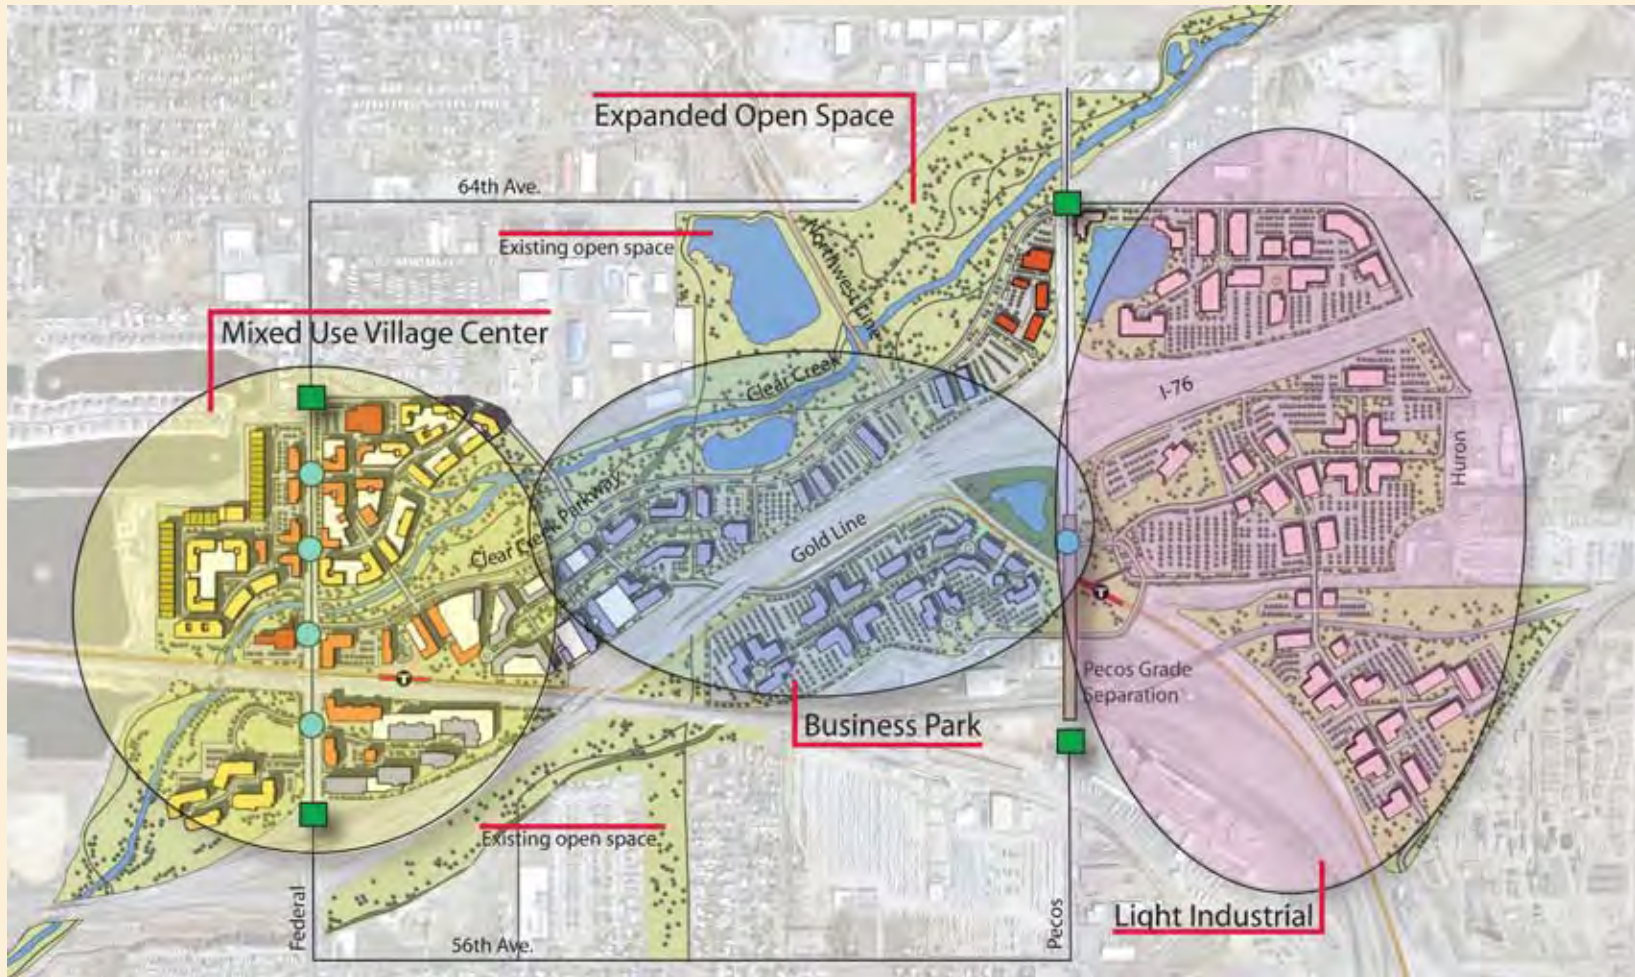 Expanded Open Space
64th Ave.
Existing open space
Northwest Line
Mixed Use Village Center
Clear Creek
I-76
Huron
Clear Creek Parkway
Gold Line
T
T
Pecos Grade
Separation
Business Park
Existing open space
Light Industrial
Federal
56th Ave.
Pecos